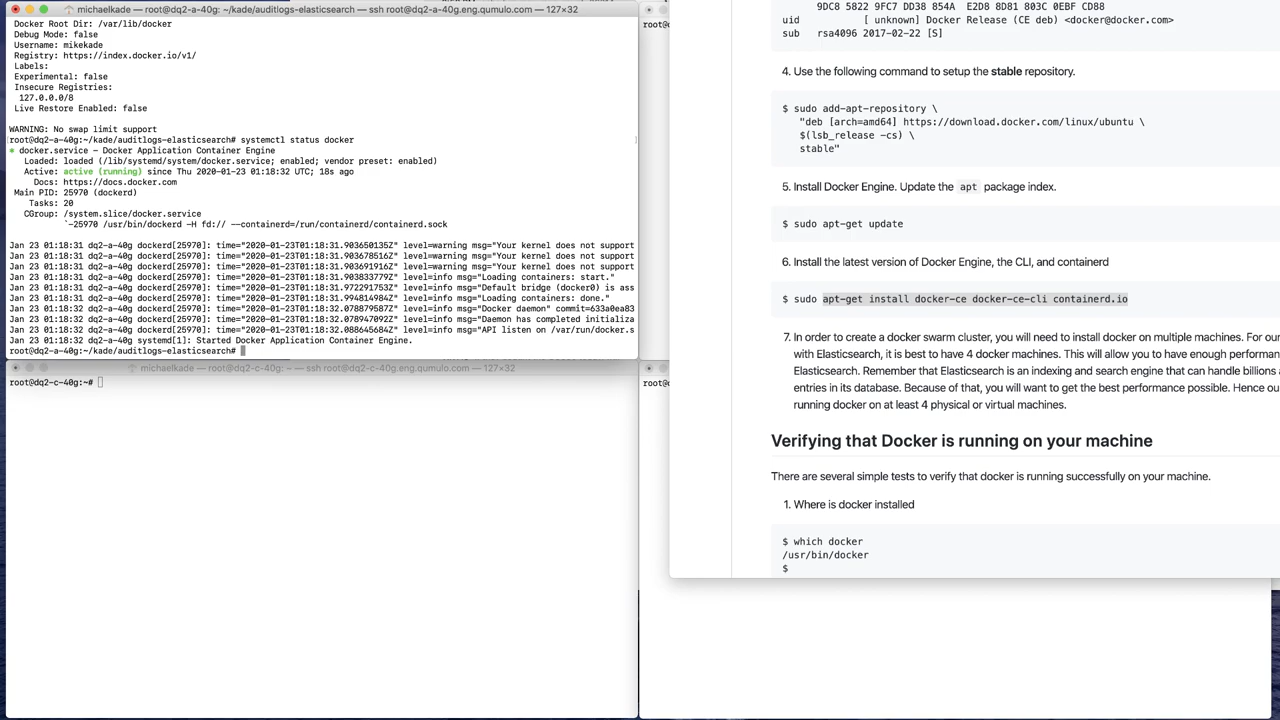 michaelkade — root@dq2-a-40g: ~/kade/auditlogs-elasticsearch — ssh root@dq2-a-40g.eng.qumulo.com — 127×32
Docker Root Dir: /var/lib/docker
Debug Mode: false
Username: mikekade
Registry: https://index.docker.io/v1/
Labels:
Experimental: false
Insecure Registries:
127.0.0.0/8
Live Restore Enabled: false
WARNING: No swap limit support
root@dq2-a-40g:~/kade/auditlogs-elasticsearch# systemctl status docker
● docker.service - Docker Application Container Engine
Loaded: loaded (/lib/systemd/system/docker.service; enabled; vendor preset: enabled)
Active: active (running) since Thu 2020-01-23 01:18:32 UTC; 18s ago
Docs: https://docs.docker.com
Main PID: 25970 (dockerd)
Tasks: 20
CGroup: /system.slice/docker.service
`-25970 /usr/bin/dockerd -H fd:// --containerd=/run/containerd/containerd.sock
Jan 23 01:18:31 dq2-a-40g dockerd[25970]: time="2020-01-23T01:18:31.903650135Z" level=warning msg="Your kernel does not support
Jan 23 01:18:31 dq2-a-40g dockerd[25970]: time="2020-01-23T01:18:31.903678516Z" level=warning msg="Your kernel does not support
Jan 23 01:18:31 dq2-a-40g dockerd[25970]: time="2020-01-23T01:18:31.903691916Z" level=warning msg="Your kernel does not support
Jan 23 01:18:31 dq2-a-40g dockerd[25970]: time="2020-01-23T01:18:31.903833779Z" level=info msg="Loading containers: start."
Jan 23 01:18:31 dq2-a-40g dockerd[25970]: time="2020-01-23T01:18:31.972291753Z" level=info msg="Default bridge (docker0) is ass
Jan 23 01:18:31 dq2-a-40g dockerd[25970]: time="2020-01-23T01:18:31.994814984Z" level=info msg="Loading containers: done."
Jan 23 01:18:32 dq2-a-40g dockerd[25970]: time="2020-01-23T01:18:32.078879587Z" level=info msg="Docker daemon" commit=633a0ea83
Jan 23 01:18:32 dq2-a-40g dockerd[25970]: time="2020-01-23T01:18:32.078947092Z" level=info msg="Daemon has completed initializa
Jan 23 01:18:32 dq2-a-40g dockerd[25970]: time="2020-01-23T01:18:32.088645684Z" level=info msg="API listen on /var/run/docker.s
Jan 23 01:18:32 dq2-a-40g systemd[1]: Started Docker Application Container Engine.
root@dq2-a-40g:~/kade/auditlogs-elasticsearch#
michaelkade — root@dq2-c-40g: ~ — ssh root@dq2-c-40g.eng.qumulo.com — 127×32
root@dq2-c-40g:~#
root@
root@d
9DC8 5822 9FC7 DD38 854A E2D8 8D81 803C 0EBF CD88
uid [ unknown] Docker Release (CE deb) <docker@docker.com>
sub rsa4096 2017-02-22 [S]
4. Use the following command to setup the stable repository.
$ sudo add-apt-repository \
"deb [arch=amd64] https://download.docker.com/linux/ubuntu \
$(lsb_release -cs) \
stable"
5. Install Docker Engine. Update the apt package index.
$ sudo apt-get update
6. Install the latest version of Docker Engine, the CLI, and containerd
$ sudo apt-get install docker-ce docker-ce-cli containerd.io
7. In order to create a docker swarm cluster, you will need to install docker on multiple machines. For our
with Elasticsearch, it is best to have 4 docker machines. This will allow you to have enough performan
Elasticsearch. Remember that Elasticsearch is an indexing and search engine that can handle billions
entries in its database. Because of that, you will want to get the best performance possible. Hence ou
running docker on at least 4 physical or virtual machines.
Verifying that Docker is running on your machine
There are several simple tests to verify that docker is running successfully on your machine.
1. Where is docker installed
$ which docker
/usr/bin/docker
$